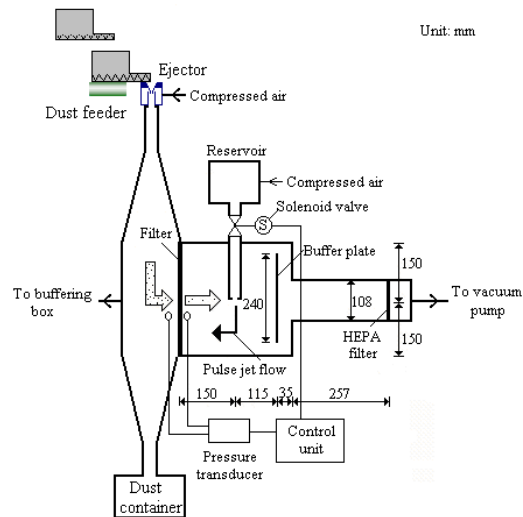 Unit: mm
Ejector
Compressed air
Dust feeder
Reservoir
Compressed air
Solenoid valve
S
Filter
Buffer plate
150
To buffering
box
240
108
To vacuum
pump
HEPA
filter
150
Pulse jet flow
150
115
35
257
Pressure
transducer
Control
unit
Dust
container